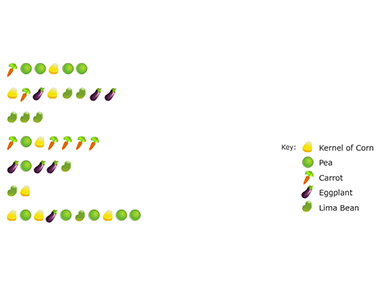 Key:
Kernel of Corn
Pea
Carrot
Eggplant
Lima Bean